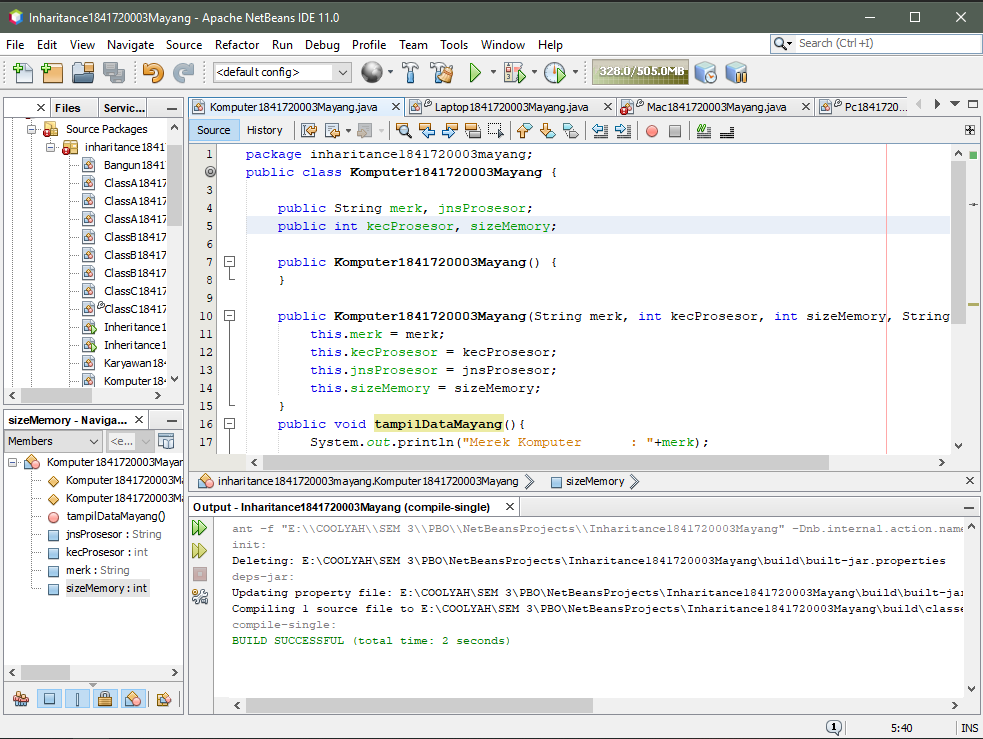 Inharitance1841720003Mayang - Apache NetBeans IDE 11.0
File Edit View Navigate Source Refactor Run Debug Profile Team Tools Window Help
Search (Ctrl+I)
<default config>
328.0/505.0MB
Files Servic...
Source Packages
inharitance1841
Bangun1841
ClassA18417
ClassA18417
ClassA18417
ClassB18417
ClassB18417
ClassB18417
ClassC18417
ClassC18417
Inheritance1
Inheritance1
Karyawan184
Komputer184
Komputer1841720003Mayang.java Laptop1841720003Mayang.java Mac1841720003Mayang.java Pc1841720...
Source History
1 package inharitance1841720003mayang;
public class Komputer1841720003Mayang {
3
4 public String merk, jnsProsesor;
5 public int kecProsesor, sizeMemory;
6
7 public Komputer1841720003Mayang() {
8 }
9
10 public Komputer1841720003Mayang(String merk, int kecProsesor, int sizeMemory, String
11 this.merk = merk;
12 this.kecProsesor = kecProsesor;
13 this.jnsProsesor = jnsProsesor;
14 this.sizeMemory = sizeMemory;
15 }
16 public void tampilDataMayang(){
17 System.out.println("Merek Komputer : "+merk);
inharitance1841720003mayang.Komputer1841720003Mayang sizeMemory
sizeMemory - Naviga...
Members <e...
Komputer1841720003Mayan
Komputer1841720003Ma
Komputer1841720003Ma
tampilDataMayang()
jnsProsesor : String
kecProsesor : int
merk : String
sizeMemory : int
Output - Inharitance1841720003Mayang (compile-single)
ant -f "E:\\COOLYAH\\SEM 3\\PBO\\NetBeansProjects\\Inharitance1841720003Mayang" -Dnb.internal.action.name
init:
Deleting: E:\COOLYAH\SEM 3\PBO\NetBeansProjects\Inharitance1841720003Mayang\build\built-jar.properties
deps-jar:
Updating property file: E:\COOLYAH\SEM 3\PBO\NetBeansProjects\Inharitance1841720003Mayang\build\built-jar
Compiling 1 source file to E:\COOLYAH\SEM 3\PBO\NetBeansProjects\Inharitance1841720003Mayang\build\classe
compile-single:
BUILD SUCCESSFUL (total time: 2 seconds)
1 5:40 INS